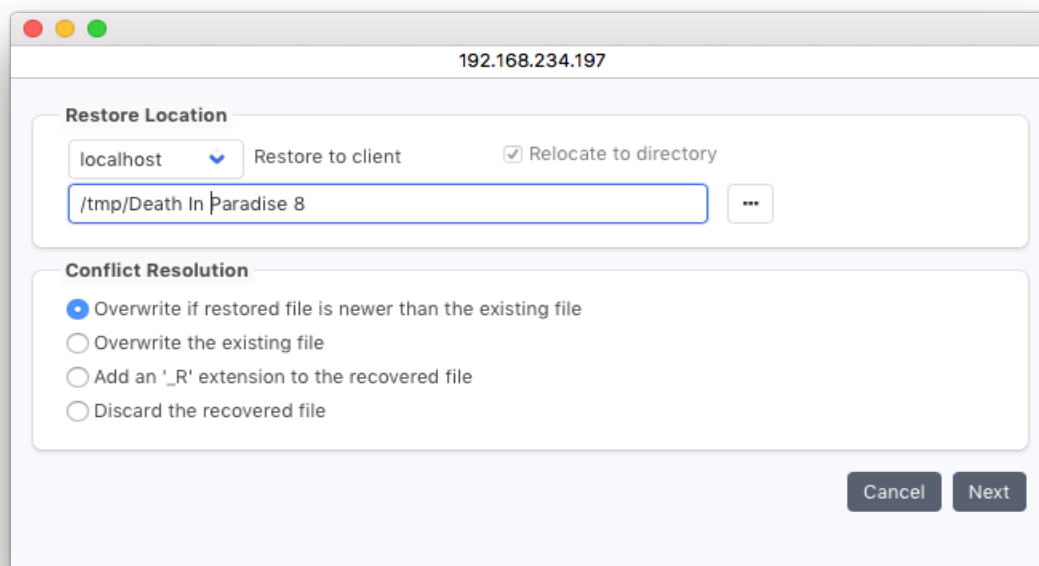 192.168.234.197
Restore Location
localhost Restore to client Relocate to directory
/tmp/Death In Paradise 8 ...
Conflict Resolution
Overwrite if restored file is newer than the existing file
Overwrite the existing file
Add an '_R' extension to the recovered file
Discard the recovered file
Cancel Next